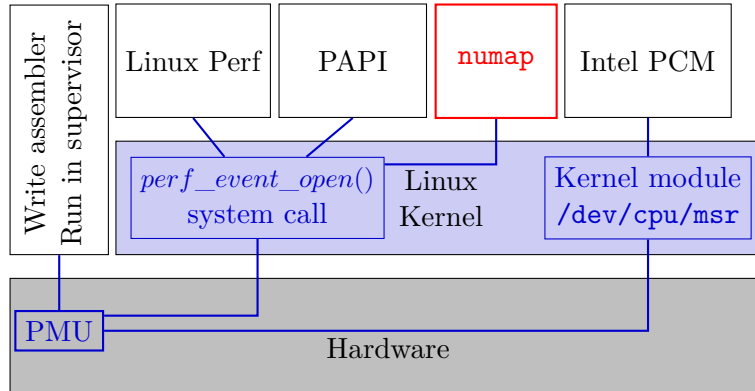 Write assembler
Run in supervisor
Linux Perf
PAPI
numap
Intel PCM
perf_event_open()
system call
Linux
Kernel
Kernel module
/dev/cpu/msr
PMU
Hardware